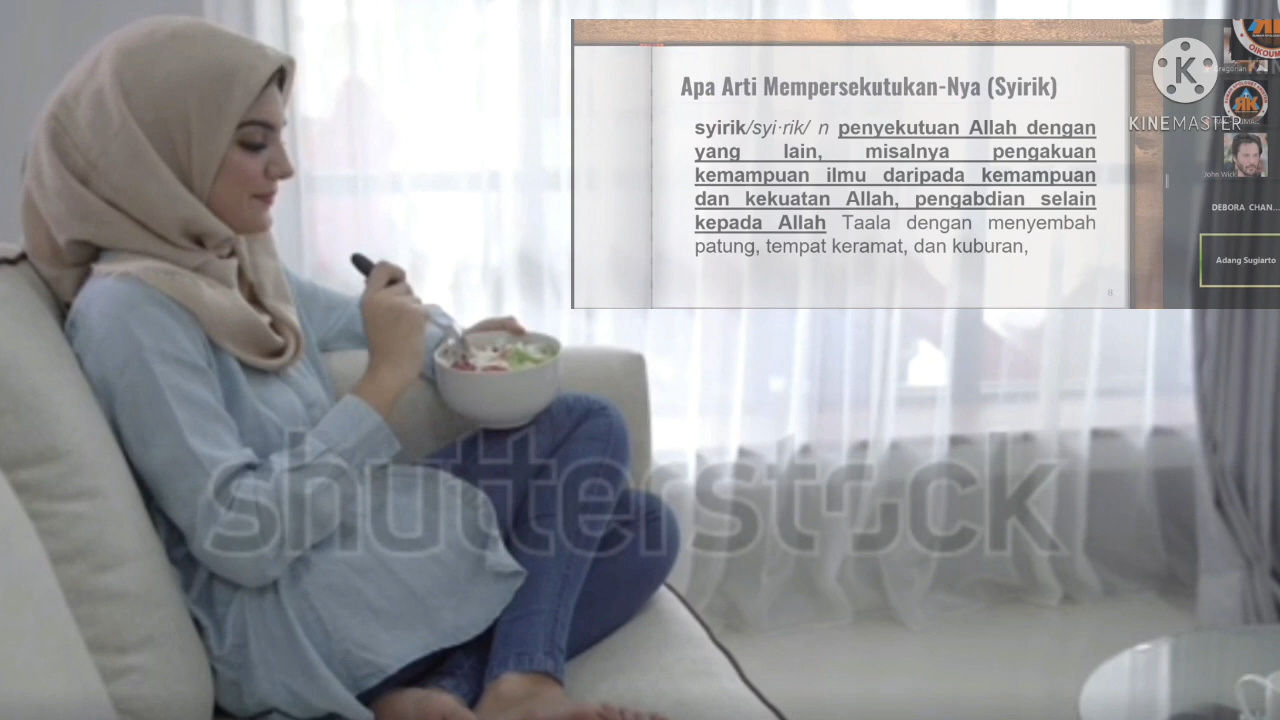 Apa Arti Mempersekutukan-Nya (Syirik)
syirik/syi·rik/ n penyekutuan Allah dengan
yang lain, misalnya pengakuan
kemampuan ilmu daripada kemampuan
dan kekuatan Allah, pengabdian selain
kepada Allah Taala dengan menyembah
patung, tempat keramat, dan kuburan,
K
KINEMASTER
John Wick
DEBORA CHAN...
Adang Sugiarto
shutterstock